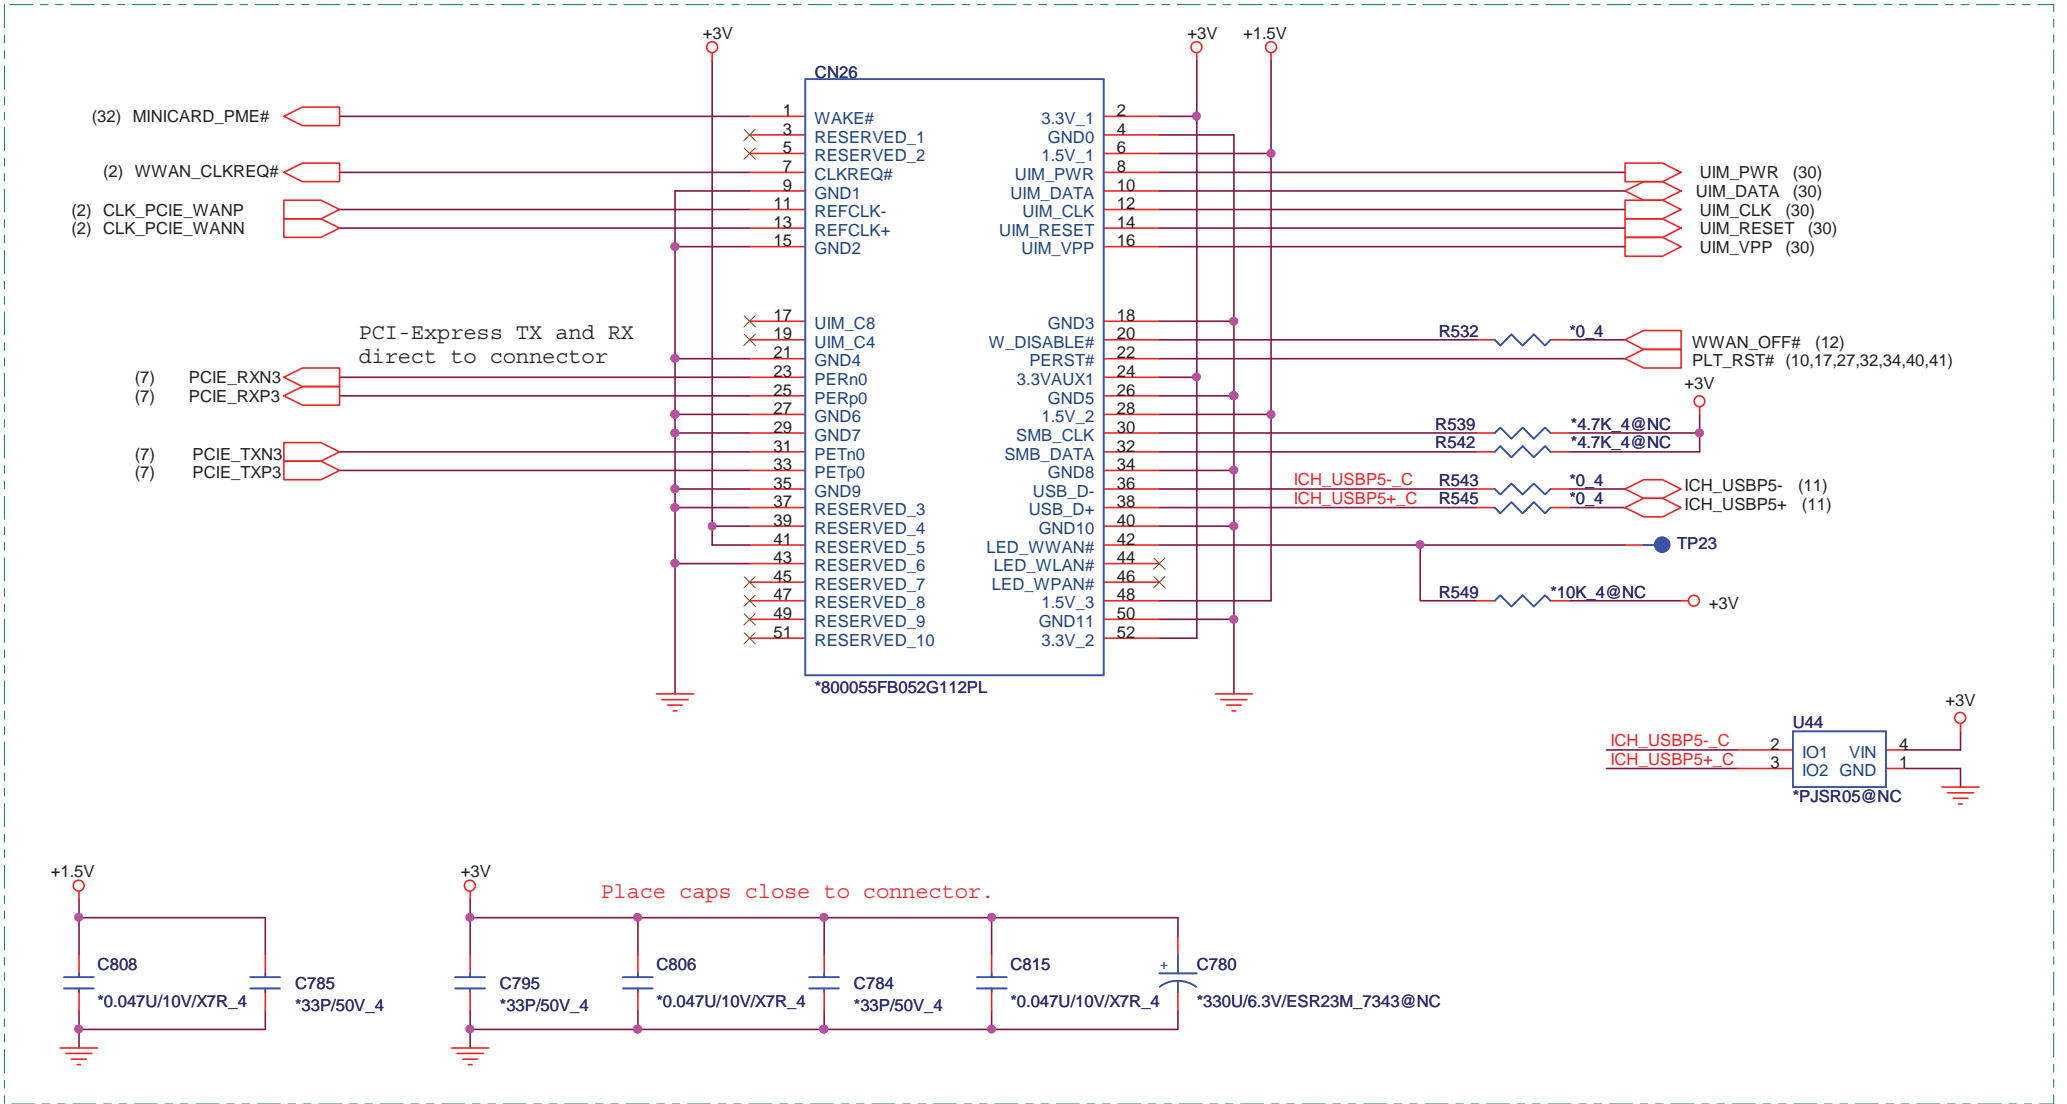 +3V +3V +1.5V
CN26
(32) MINICARD_PME# 1 WAKE# 3.3V_1 2
3 RESERVED_1 GND0 4
5 RESERVED_2 1.5V_1 6
(2) WWAN_CLKREQ# 7 CLKREQ# UIM_PWR 8 UIM_PWR (30)
9 GND1 UIM_DATA 10 UIM_DATA (30)
(2) CLK_PCIE_WANP 11 REFCLK- UIM_CLK 12 UIM_CLK (30)
(2) CLK_PCIE_WANN 13 REFCLK+ UIM_RESET 14 UIM_RESET (30)
15 GND2 UIM_VPP 16 UIM_VPP (30)
17 UIM_C8 GND3 18
PCI-Express TX and RX
direct to connector
19 UIM_C4 W_DISABLE# 20 R532 *0_4 WWAN_OFF# (12)
21 GND4 PERST# 22 PLT_RST# (10,17,27,32,34,40,41)
(7) PCIE_RXN3 23 PERn0 3.3VAUX1 24
+3V
(7) PCIE_RXP3 25 PERp0 GND5 26
27 GND6 1.5V_2 28
29 GND7 SMB_CLK 30 R539 *4.7K_4@NC
(7) PCIE_TXN3 31 PETn0 SMB_DATA 32 R542 *4.7K_4@NC
(7) PCIE_TXP3 33 PETp0 GND8 34
35 GND9 USB_D- 36 ICH_USBP5-_C R543 *0_4 ICH_USBP5- (11)
37 RESERVED_3 USB_D+ 38 ICH_USBP5+_C R545 *0_4 ICH_USBP5+ (11)
39 RESERVED_4 GND10 40
41 RESERVED_5 LED_WWAN# 42 TP23
43 RESERVED_6 LED_WLAN# 44
45 RESERVED_7 LED_WPAN# 46
47 RESERVED_8 1.5V_3 48 R549 *10K_4@NC +3V
49 RESERVED_9 GND11 50
51 RESERVED_10 3.3V_2 52
*800055FB052G112PL
+3V
U44
ICH_USBP5-_C 2 IO1 VIN 4
ICH_USBP5+_C 3 IO2 GND 1
*PJSR05@NC
+1.5V +3V
Place caps close to connector.
C808 C785 C795 C806 C784 C815 C780
+
*0.047U/10V/X7R_4 *33P/50V_4 *33P/50V_4 *0.047U/10V/X7R_4 *33P/50V_4 *0.047U/10V/X7R_4 *330U/6.3V/ESR23M_7343@NC